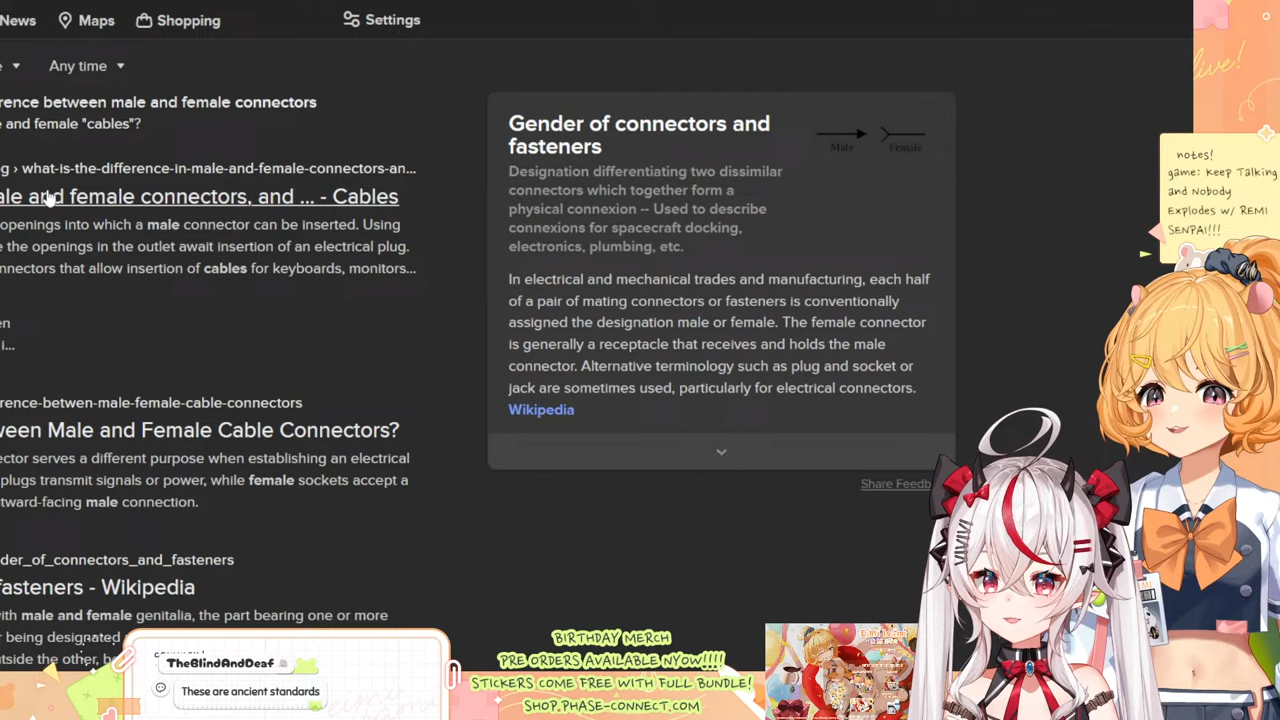 News
Maps
Shopping
Settings
Any time
rence between male and female connectors
e and female "cables"?
g › what-is-the-difference-in-male-and-female-connectors-an...
ale and female connectors, and ... - Cables
openings into which a male connector can be inserted. Using
e the openings in the outlet await insertion of an electrical plug.
nnectors that allow insertion of cables for keyboards, monitors...
en
i...
rence-betwen-male-female-cable-connectors
ween Male and Female Cable Connectors?
ector serves a different purpose when establishing an electrical
plugs transmit signals or power, while female sockets accept a
tward-facing male connection.
nder_of_connectors_and_fasteners
fasteners - Wikipedia
with male and female genitalia, the part bearing one or more
r being designated
utside the other, b
Gender of connectors and
fasteners
Male
Female
Designation differentiating two dissimilar
connectors which together form a
physical connexion -- Used to describe
connexions for spacecraft docking,
electronics, plumbing, etc.
In electrical and mechanical trades and manufacturing, each half
of a pair of mating connectors or fasteners is conventionally
assigned the designation male or female. The female connector
is generally a receptacle that receives and holds the male
connector. Alternative terminology such as plug and socket or
jack are sometimes used, particularly for electrical connectors.
Wikipedia
Share Feedb
live!
notes!
game: Keep Talking
and Nobody
Explodes w/ REMI
SENPAI!!!
TheBlindAndDeaf
These are ancient standards
BIRTHDAY MERCH
PRE ORDERS AVAILABLE NYOW!!!!
STICKERS COME FREE WITH FULL BUNDLE!
SHOP.PHASE-CONNECT.COM